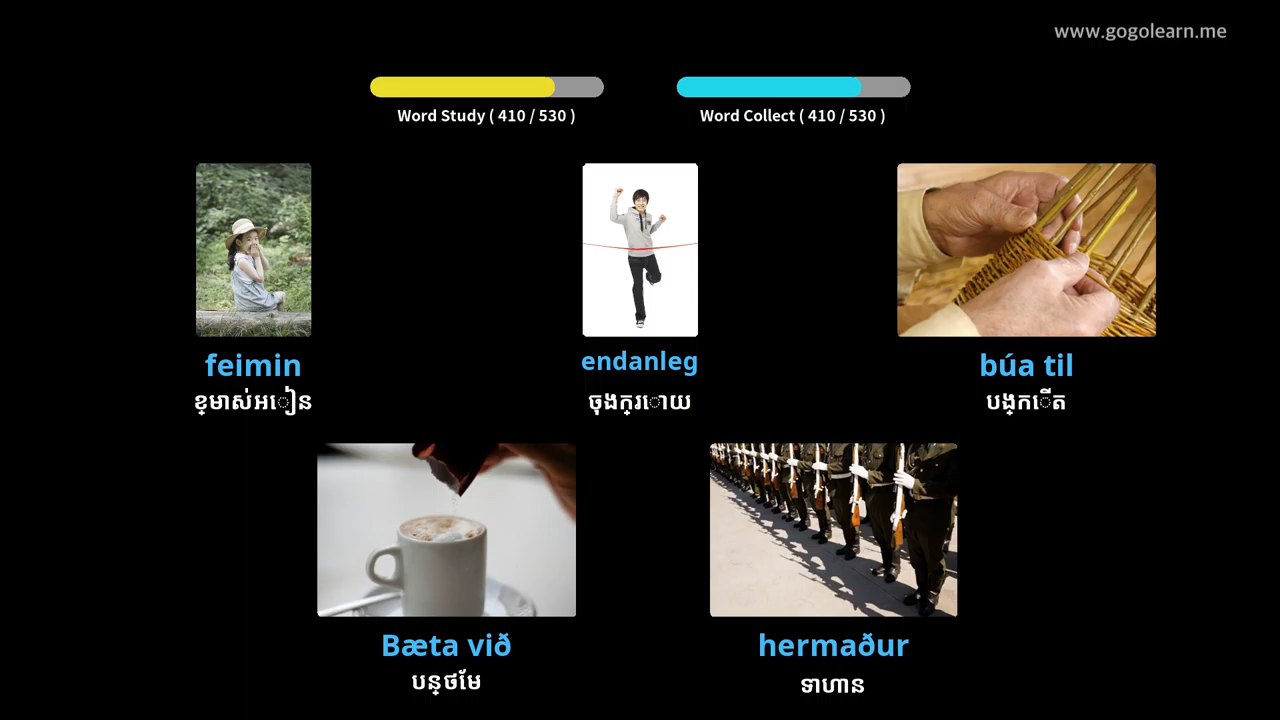 www.gogolearn.me
Word Study ( 410 / 530 )
Word Collect ( 410 / 530 )
feimin
ខ្មាស់អៀន
endanleg
ចុងក្រោយ
búa til
បង្កើត
Bæta við
បន្ថែម
hermaður
ទាហាន